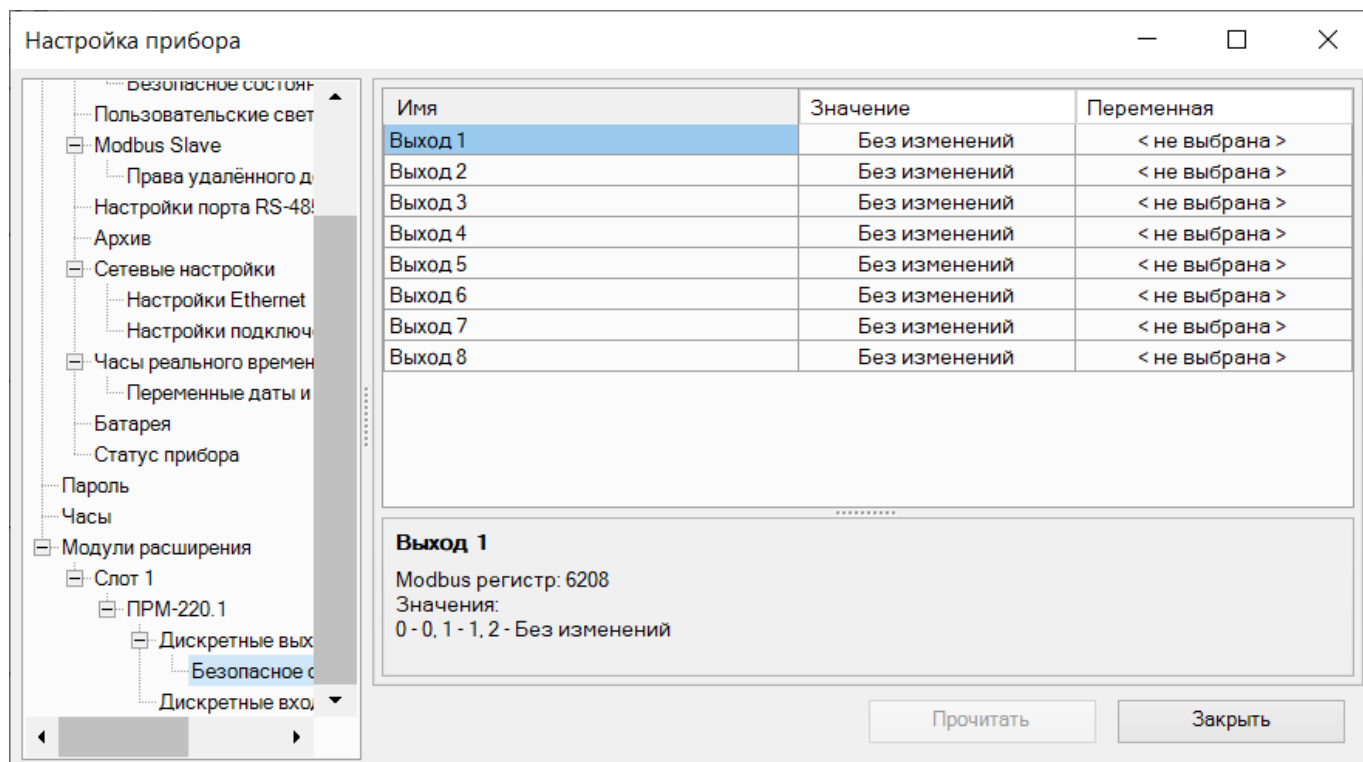 Настройка прибора
Безопасное состоян
Пользовательские свет
Modbus Slave
Права удалённого д
Настройки порта RS-485
Архив
Сетевые настройки
Настройки Ethernet
Настройки подключ
Часы реального времен
Переменные даты и
Батарея
Статус прибора
Пароль
Часы
Модули расширения
Слот 1
ПРМ-220.1
Дискретные вых
Безопасное с
Дискретные вход
Имя Значение Переменная
Выход 1 Без изменений < не выбрана >
Выход 2 Без изменений < не выбрана >
Выход 3 Без изменений < не выбрана >
Выход 4 Без изменений < не выбрана >
Выход 5 Без изменений < не выбрана >
Выход 6 Без изменений < не выбрана >
Выход 7 Без изменений < не выбрана >
Выход 8 Без изменений < не выбрана >
Выход 1
Modbus регистр: 6208
Значения:
0 - 0, 1 - 1, 2 - Без изменений
Прочитать Закрыть